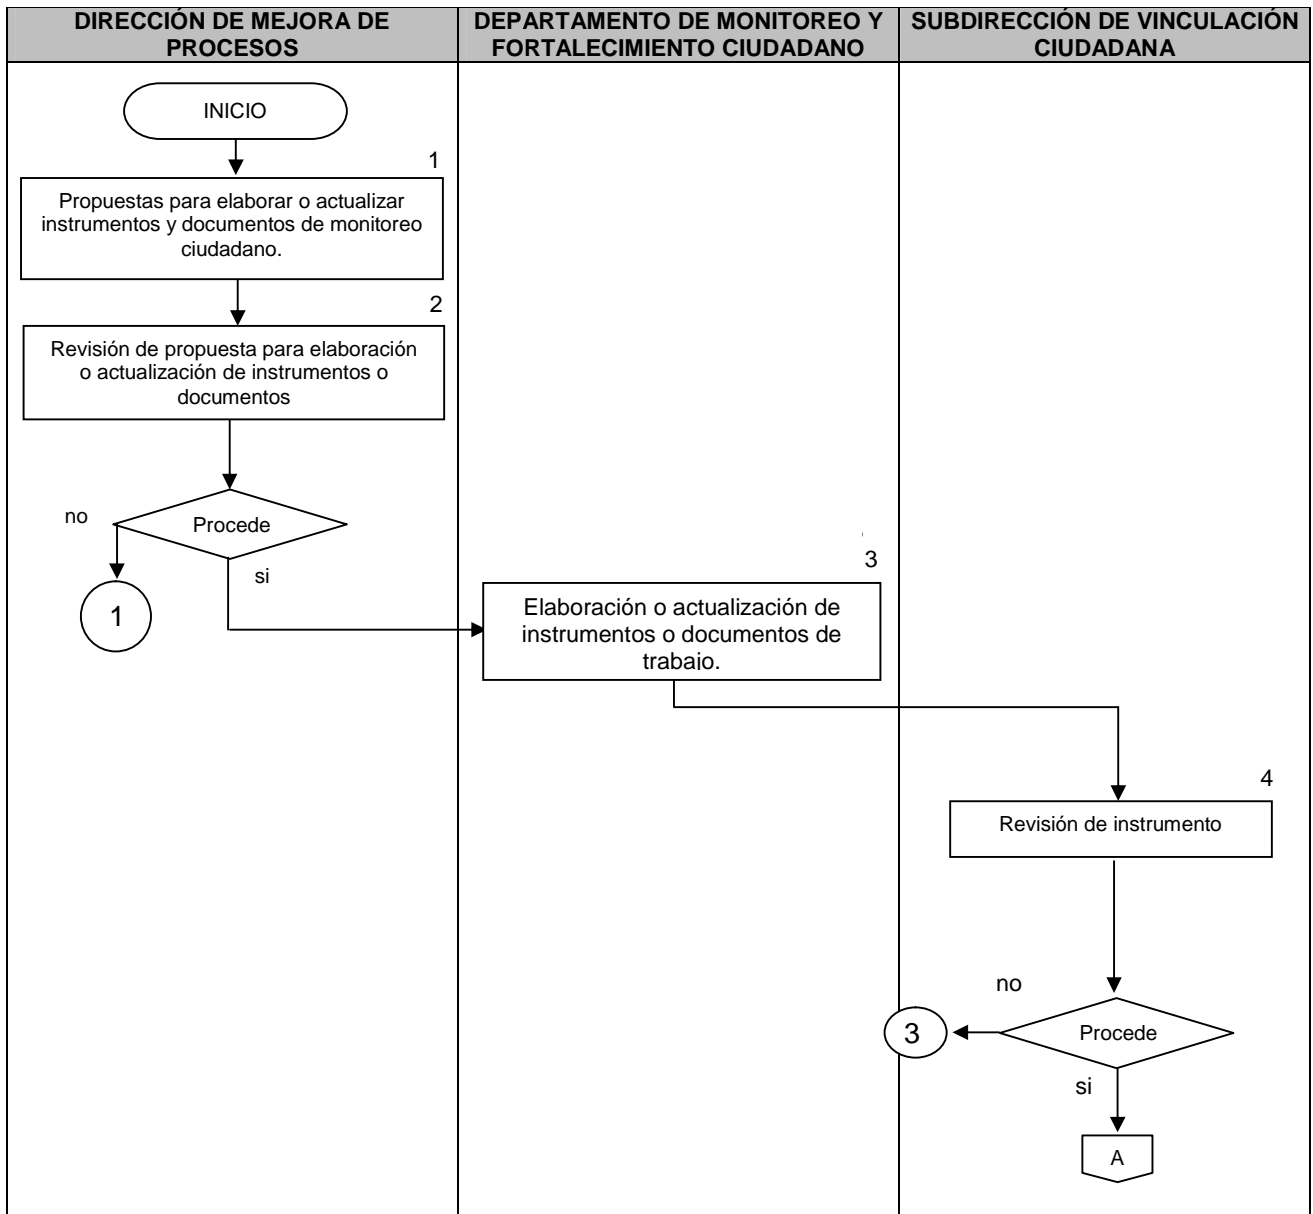 DIRECCIÓN DE MEJORA DE
PROCESOS
DEPARTAMENTO DE MONITOREO Y
FORTALECIMIENTO CIUDADANO
SUBDIRECCIÓN DE VINCULACIÓN
CIUDADANA
INICIO
1
Propuestas para elaborar o actualizar
instrumentos y documentos de monitoreo
ciudadano.
2
Revisión de propuesta para elaboración
o actualización de instrumentos o
documentos
no
Procede
si
1
3
Elaboración o actualización de
instrumentos o documentos de
trabajo.
4
Revisión de instrumento
no
3
Procede
si
A